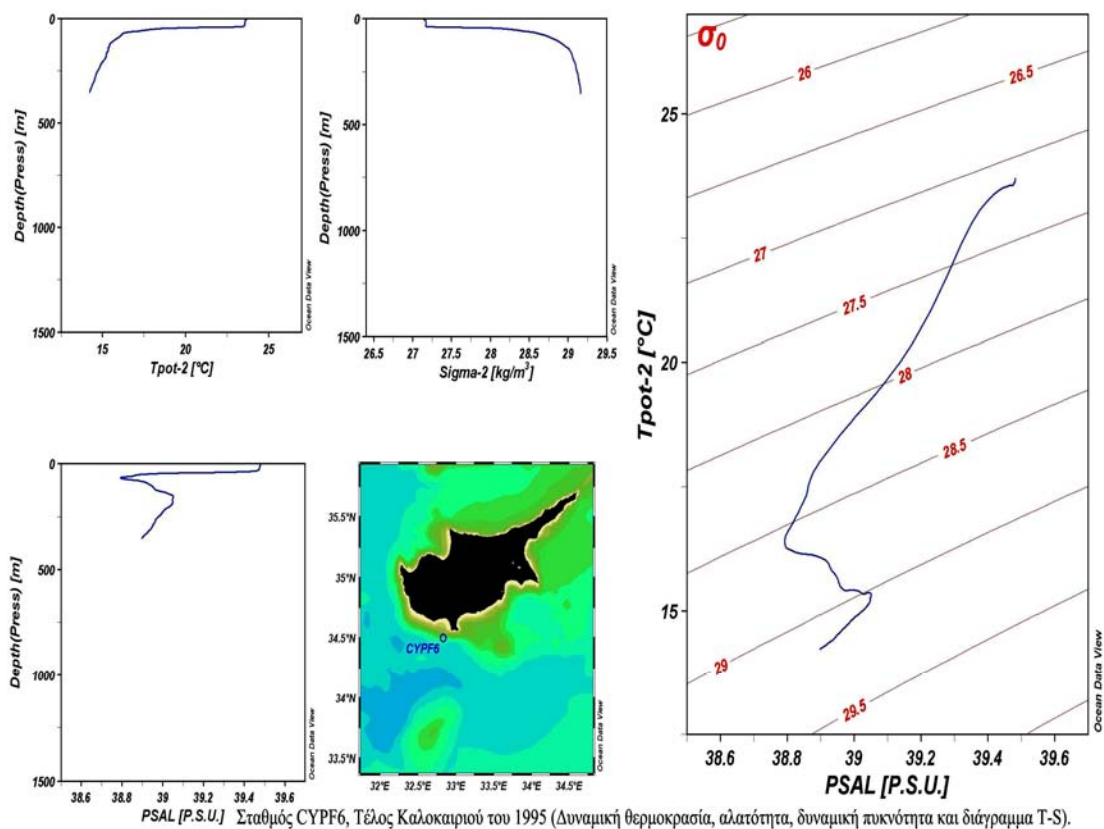 0
500
1000
1500
Depth(Press) [m]
15 20 25
Tpot-2 [°C]
Ocean Data View
0
500
1000
1500
Depth(Press) [m]
26.5 27 27.5 28 28.5 29 29.5
Sigma-2 [kg/m³]
Ocean Data View
σ0
26
26.5
27
27.5
28
28.5
29
29.5
25
20
15
Tpot-2 [°C]
38.6 38.8 39 39.2 39.4 39.6
PSAL [P.S.U.]
Ocean Data View
0
500
1000
1500
Depth(Press) [m]
38.6 38.8 39 39.2 39.4 39.6
PSAL [P.S.U.]
Ocean Data View
35.5°N
35°N
34.5°N
34°N
33.5°N
CYPF6
32°E 32.5°E 33°E 33.5°E 34°E 34.5°E
Ocean Data View
Σταθμός CYPF6, Τέλος Καλοκαιριού του 1995 (Δυναμική θερμοκρασία, αλατότητα, δυναμική πυκνότητα και διάγραμμα T-S).